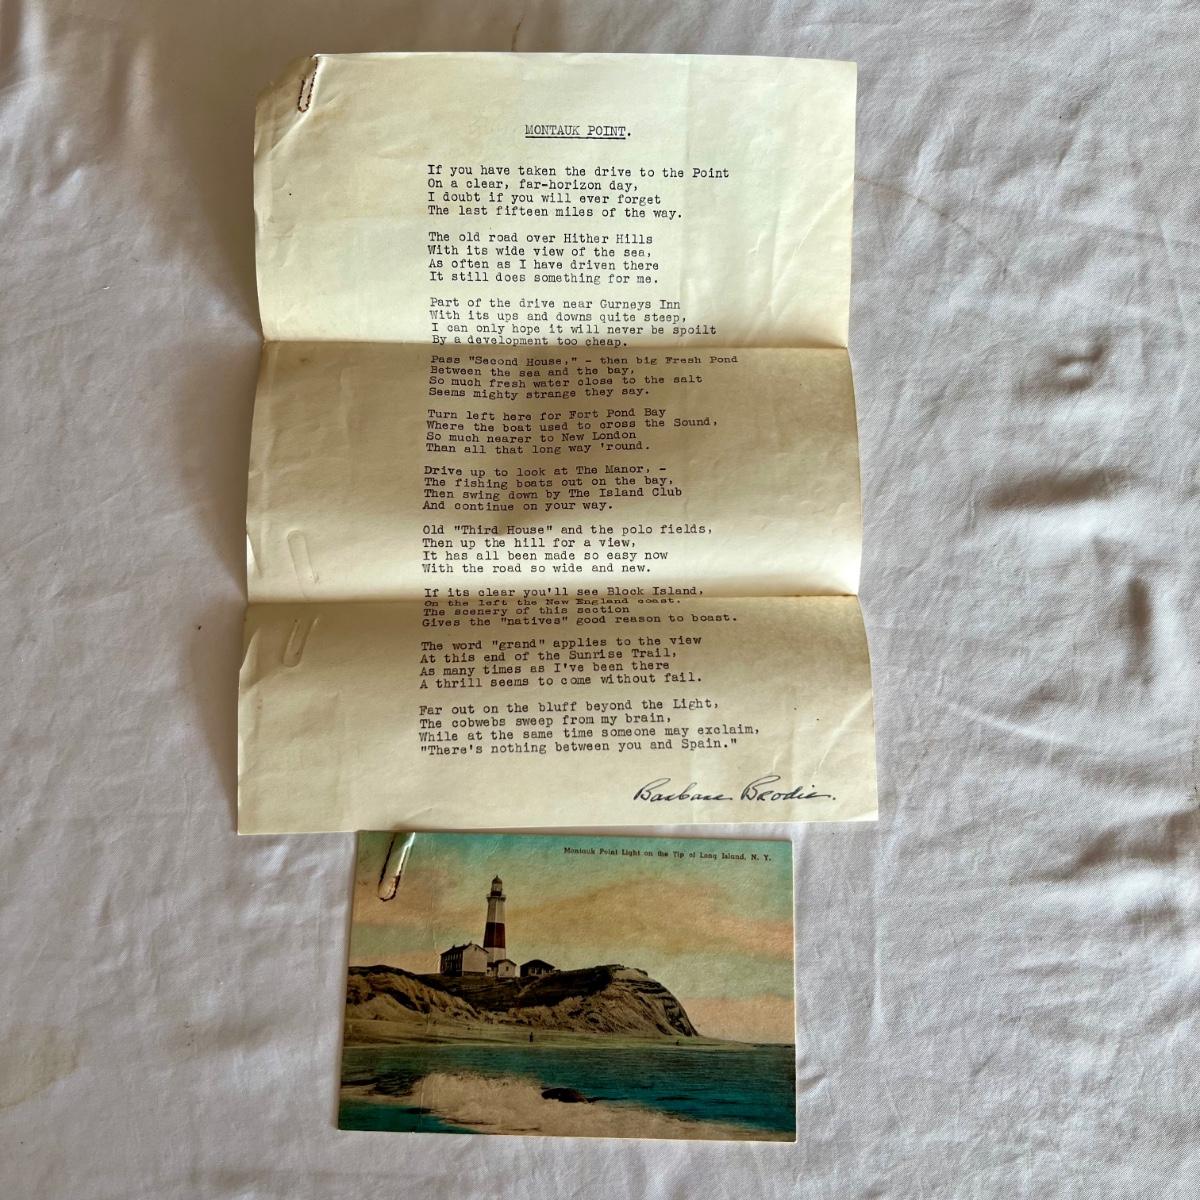 MONTAUK POINT.
If you have taken the drive to the Point
On a clear, far-horizon day,
I doubt if you will ever forget
The last fifteen miles of the way.
The old road over Hither Hills
With its wide view of the sea,
As often as I have driven there
It still does something for me.
Part of the drive near Gurneys Inn
With its ups and downs quite steep,
I can only hope it will never be spoilt
By a development too cheap.
Pass "Second House," - then big Fresh Pond
Between the sea and the bay,
So much fresh water close to the salt
Seems mighty strange they say.
Turn left here for Fort Pond Bay
Where the boat used to cross the Sound,
So much nearer to New London
Than all that long way 'round.
Drive up to look at The Manor, -
The fishing boats out on the bay,
Then swing down by The Island Club
And continue on your way.
Old "Third House" and the polo fields,
Then up the hill for a view,
It has all been made so easy now
With the road so wide and new.
If its clear you'll see Block Island,
On the left the New England coast.
The scenery of this section
Gives the "natives" good reason to boast.
The word "grand" applies to the view
At this end of the Sunrise Trail,
As many times as I've been there
A thrill seems to come without fail.
Far out on the bluff beyond the Light,
The cobwebs sweep from my brain,
While at the same time someone may exclaim,
"There's nothing between you and Spain."
Barbara Brodie.
Montauk Point Light on the Tip of Long Island, N. Y.